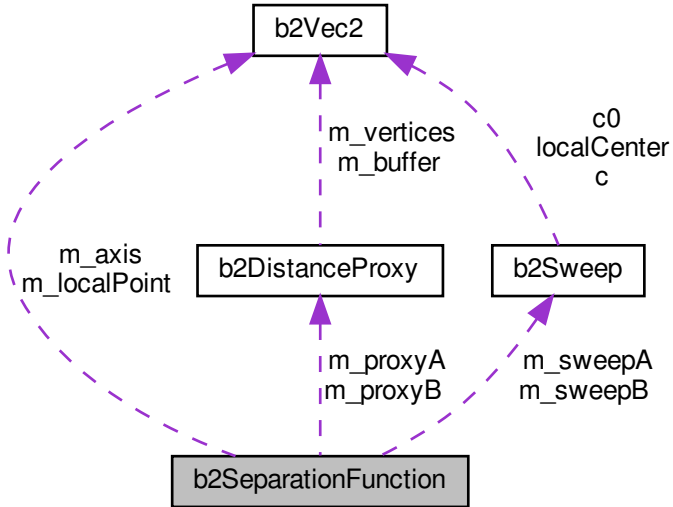 b2Vec2
c0
localCenter
c
m_vertices
m_buffer
m_axis
m_localPoint
b2DistanceProxy
b2Sweep
m_proxyA
m_proxyB
m_sweepA
m_sweepB
b2SeparationFunction